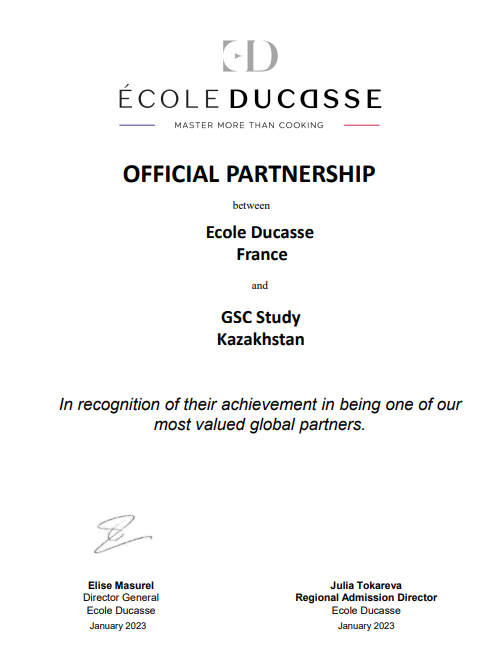 ED
ÉCOLE DUCASSE
MASTER MORE THAN COOKING
OFFICIAL PARTNERSHIP
between
Ecole Ducasse
France
and
GSC Study
Kazakhstan
In recognition of their achievement in being one of our
most valued global partners.
Elise Masurel
Director General
Ecole Ducasse
January 2023
Julia Tokareva
Regional Admission Director
Ecole Ducasse
January 2023